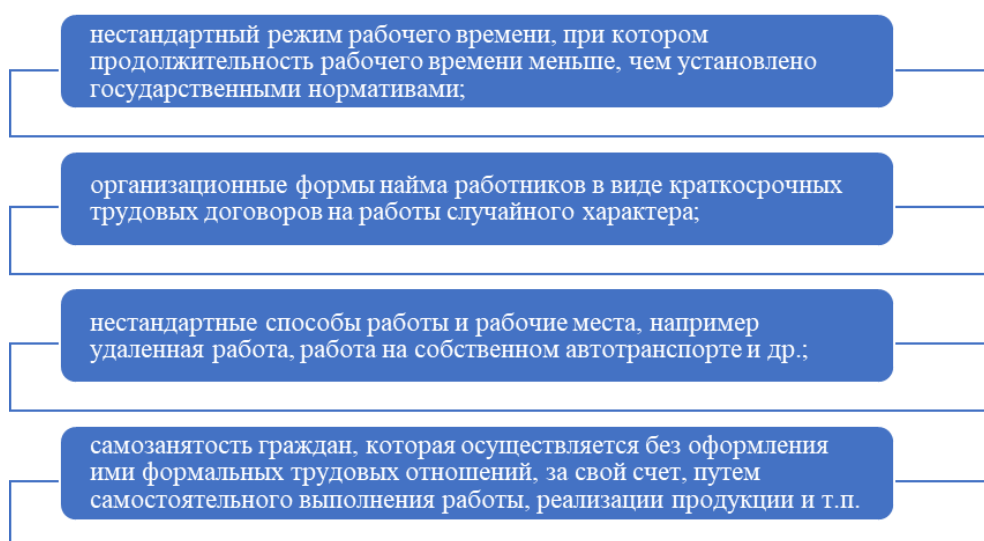 нестандартный режим рабочего времени, при котором
продолжительность рабочего времени меньше, чем установлено
государственными нормативами;
организационные формы найма работников в виде краткосрочных
трудовых договоров на работы случайного характера;
нестандартные способы работы и рабочие места, например
удаленная работа, работа на собственном автотранспорте и др.;
самозанятость граждан, которая осуществляется без оформления
ими формальных трудовых отношений, за свой счет, путем
самостоятельного выполнения работы, реализации продукции и т.п.